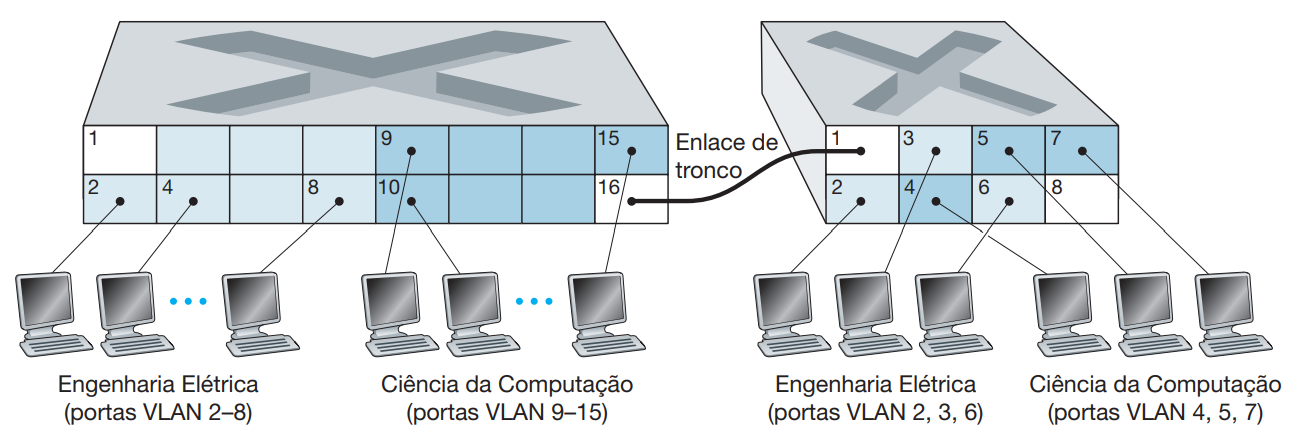 1
9
15
2
4
8
10
16
Enlace de
tronco
1
3
5
7
2
4
6
8
Engenharia Elétrica
(portas VLAN 2–8)
Ciência da Computação
(portas VLAN 9–15)
Engenharia Elétrica
(portas VLAN 2, 3, 6)
Ciência da Computação
(portas VLAN 4, 5, 7)